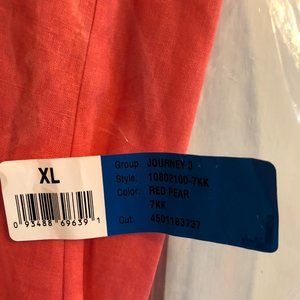 XL
0 93488 69639 1
Group: JOURNEY 3
Style: 10802100-7KK
Color: RED PEAR
7KK
Cut: 4501183737